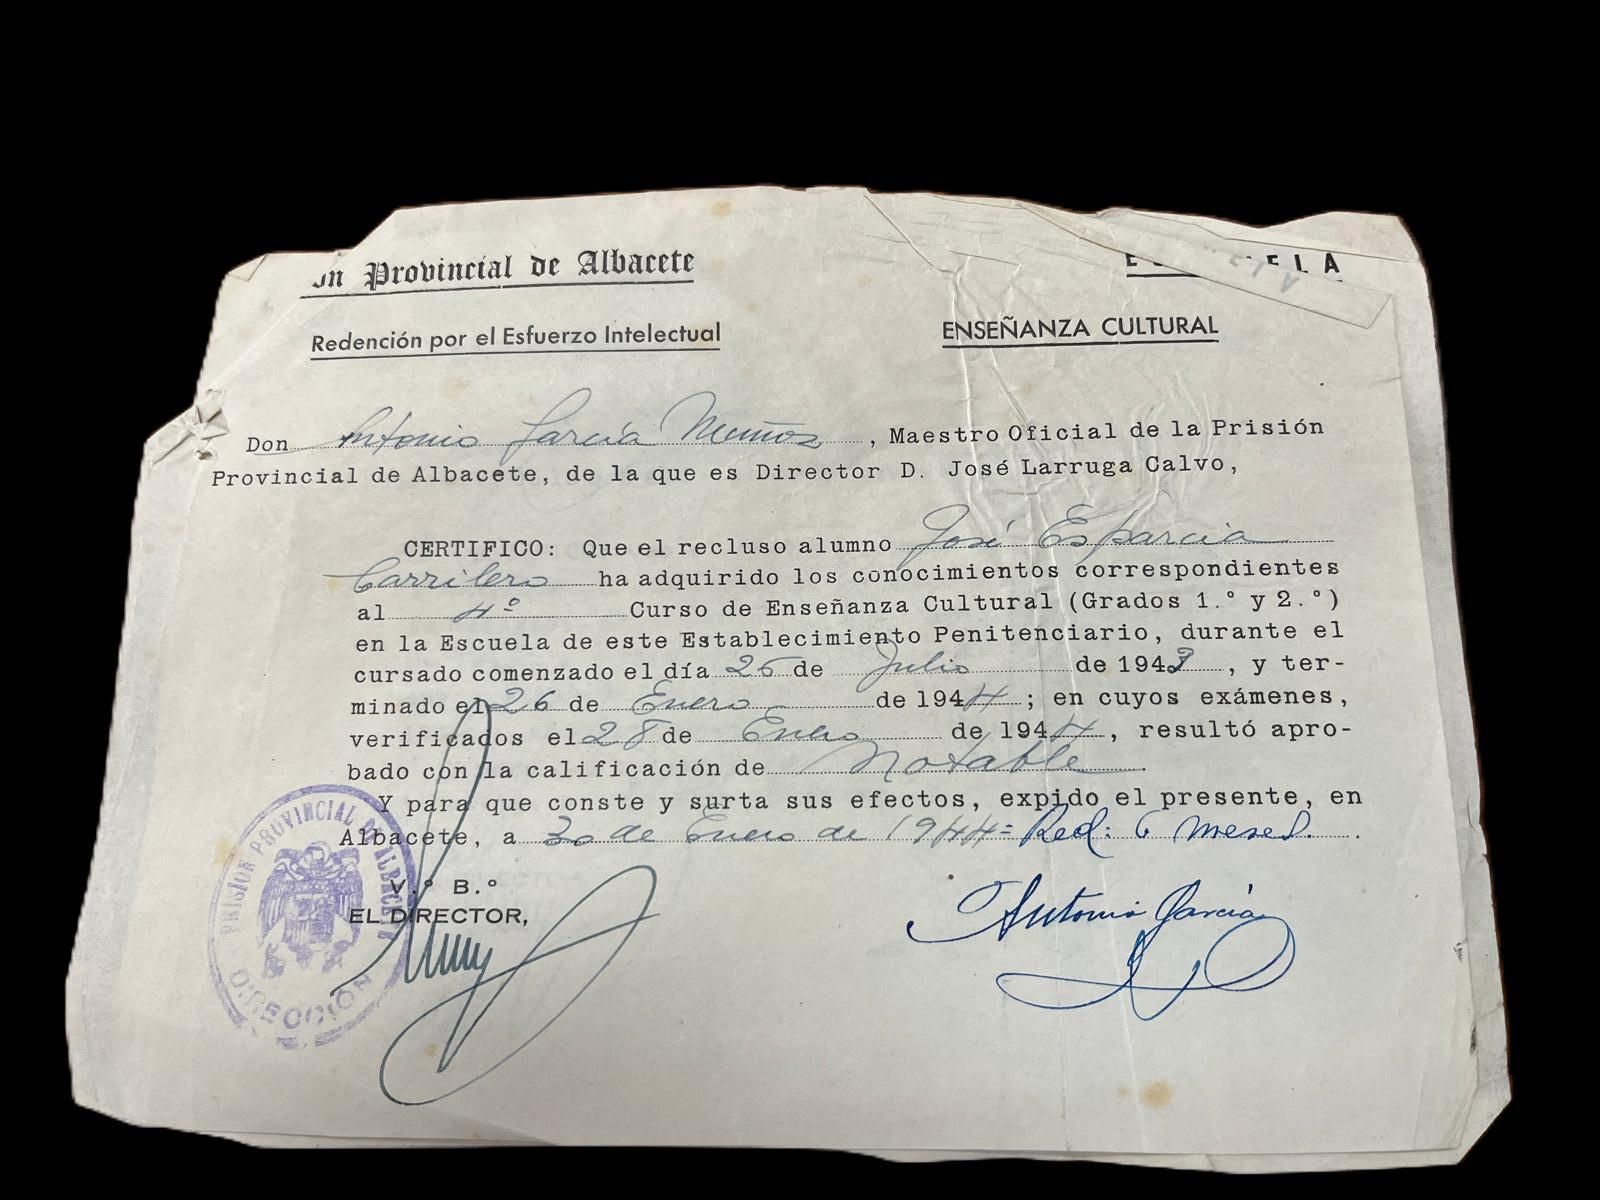 ón Provincial de Albacete
ESCUELA
Redención por el Esfuerzo Intelectual
ENSEÑANZA CULTURAL
Don Antonio García Muñoz, Maestro Oficial de la Prisión
Provincial de Albacete, de la que es Director D. José Larruga Calvo,
CERTIFICO: Que el recluso alumno José Esparcia
Carrilero ha adquirido los conocimientos correspondientes
al 4º Curso de Enseñanza Cultural (Grados 1.º y 2.º)
en la Escuela de este Establecimiento Penitenciario, durante el
cursado comenzado el día 26 de Julio de 1943, y ter-
minado el 26 de Enero de 1944; en cuyos exámenes,
verificados el 28 de Enero de 1944, resultó apro-
bado con la calificación de Notable.
Y para que conste y surta sus efectos, expido el presente, en
Albacete, a 30 de Enero de 1944= Red: 6 meses.
V.º B.º
EL DIRECTOR,
Antonio García
PRISIÓN PROVINCIAL DE ALBACETE
DIRECCIÓN